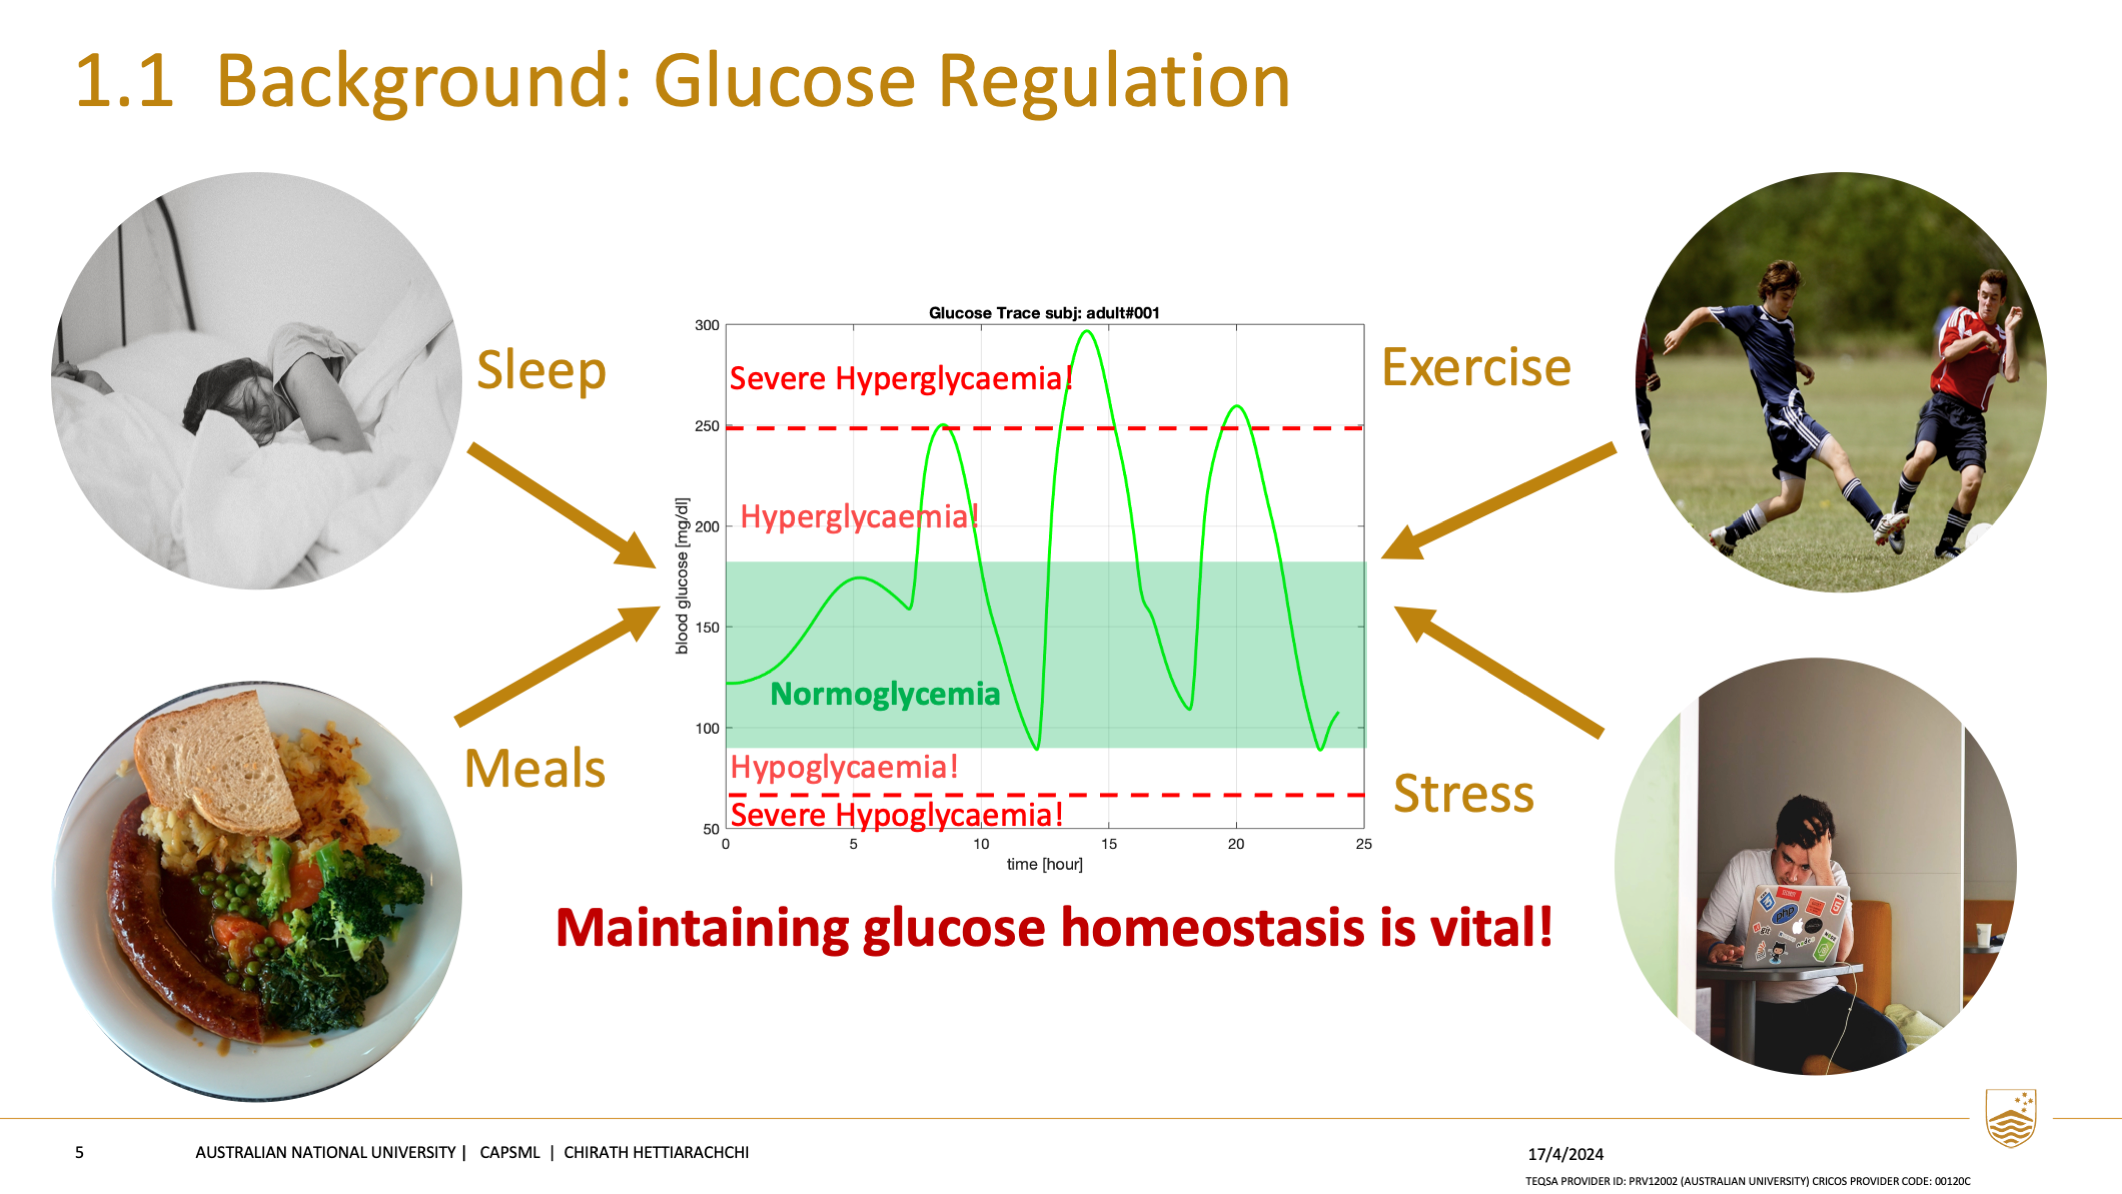 1.1 Background: Glucose Regulation
Sleep
Meals
Glucose Trace subj: adult#001
300
250
200
150
100
50
blood glucose [mg/dl]
Severe Hyperglycaemia!
Hyperglycaemia!
Normoglycemia
Hypoglycaemia!
Severe Hypoglycaemia!
0 5 10 15 20 25
time [hour]
Exercise
Stress
php
Maintaining glucose homeostasis is vital!
5 AUSTRALIAN NATIONAL UNIVERSITY | CAPSML | CHIRATH HETTIARACHCHI
17/4/2024
TEQSA PROVIDER ID: PRV12002 (AUSTRALIAN UNIVERSITY) CRICOS PROVIDER CODE: 00120C